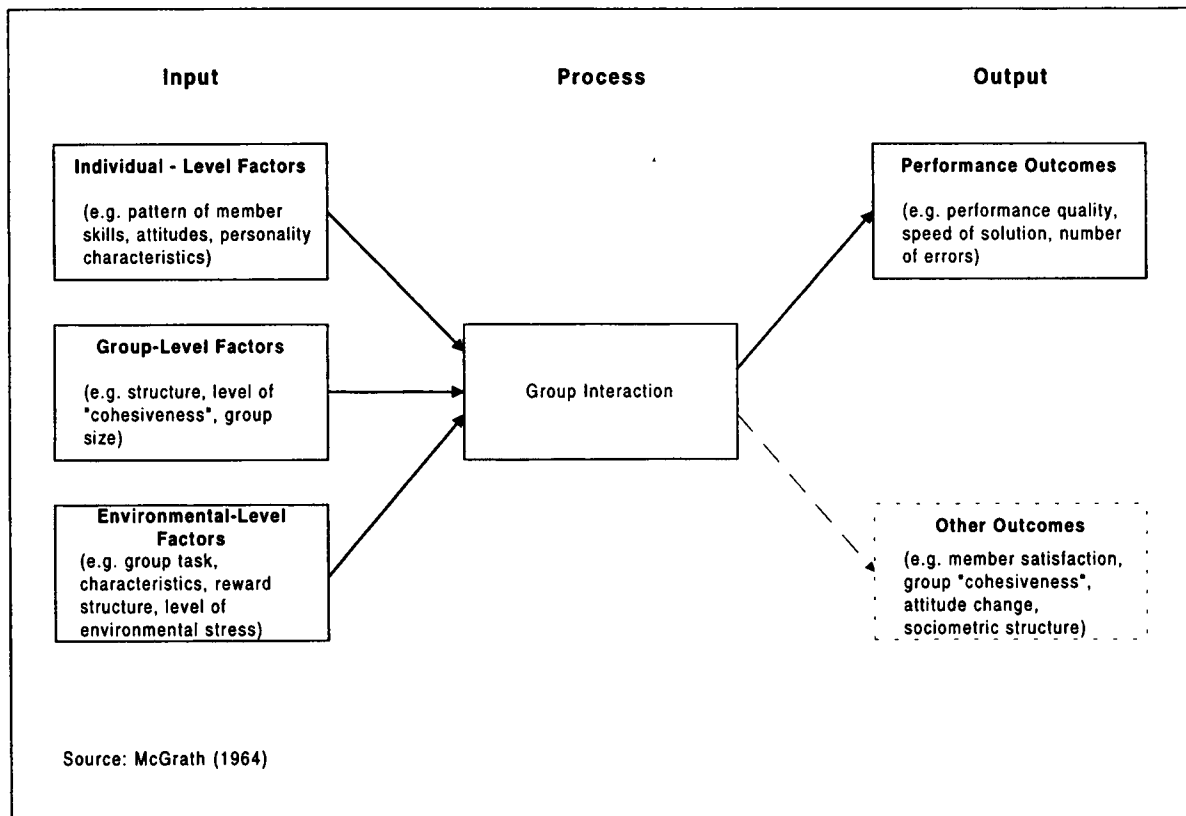 Input
Process
Output
Individual - Level Factors
(e.g. pattern of member
skills, attitudes, personality
characteristics)
Group-Level Factors
(e.g. structure, level of
"cohesiveness", group
size)
Environmental-Level
Factors
(e.g. group task,
characteristics, reward
structure, level of
environmental stress)
Group Interaction
Performance Outcomes
(e.g. performance quality,
speed of solution, number
of errors)
Other Outcomes
(e.g. member satisfaction,
group "cohesiveness",
attitude change,
sociometric structure)
Source: McGrath (1964)